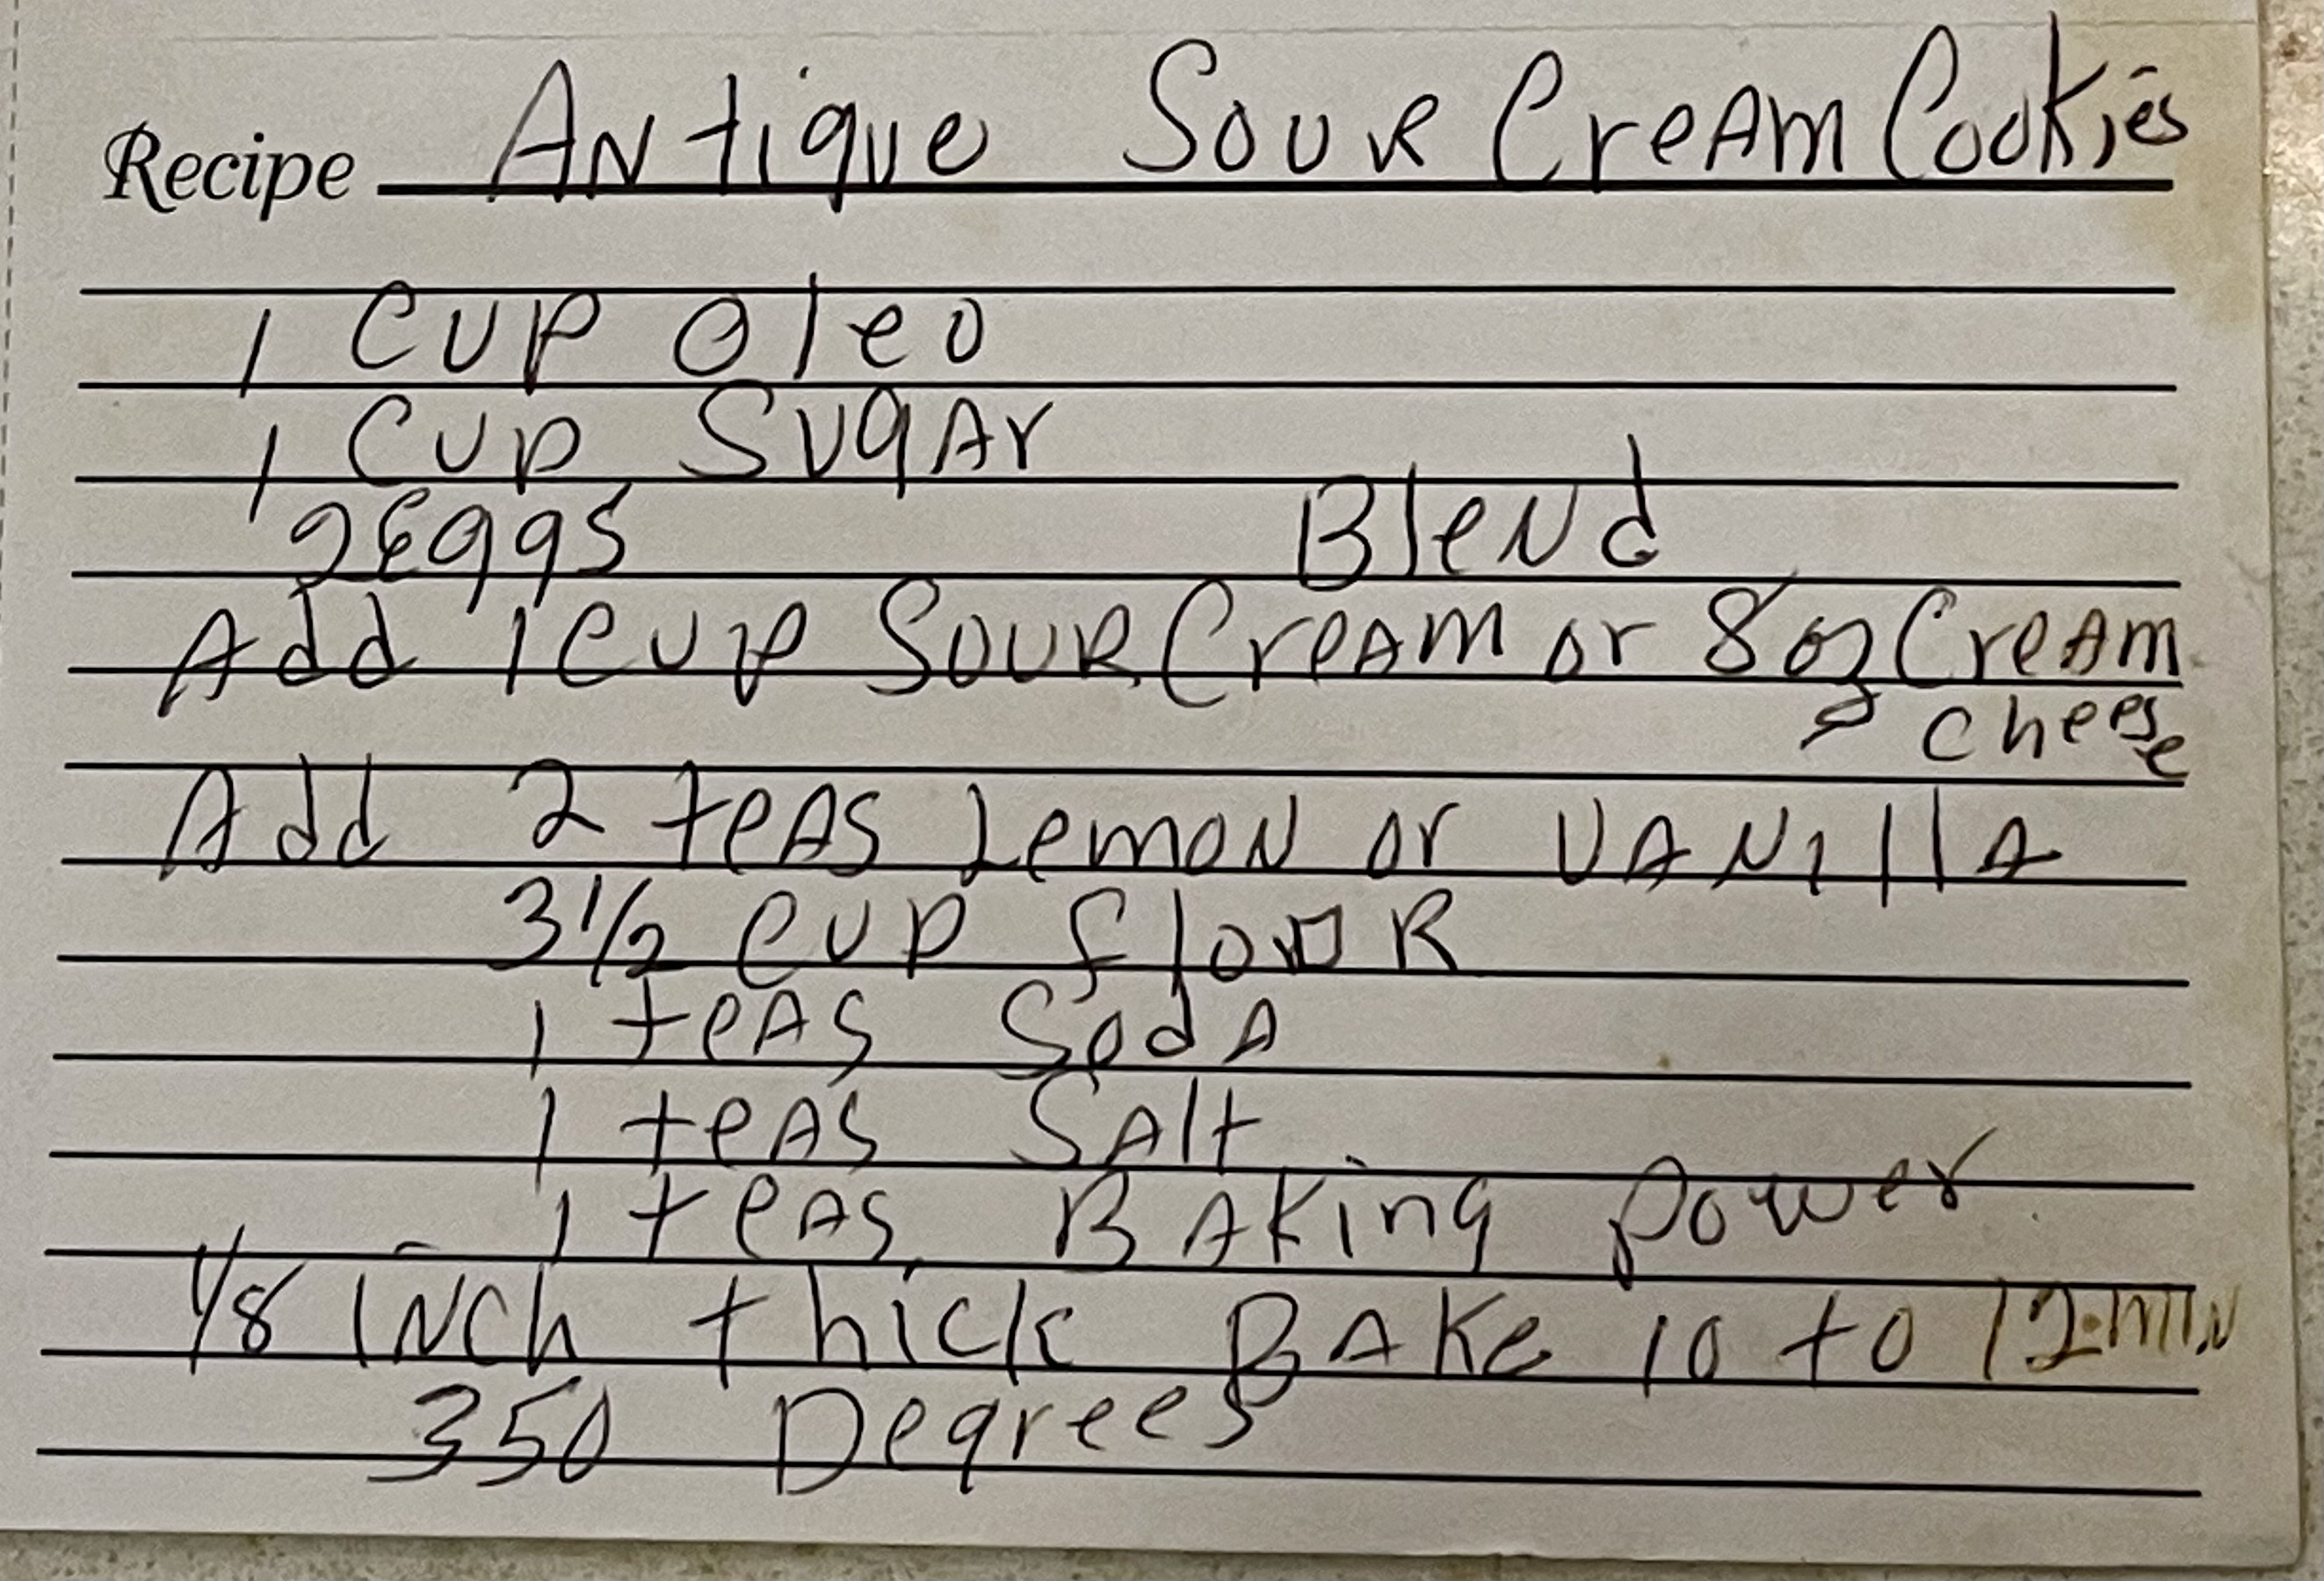 Recipe Antique Sour Cream Cookies
1 Cup Oleo
1 Cup Sugar
2 Eggs Blend
Add 1 Cup Sour Cream or 8 oz Cream
cheese
Add 2 teas Lemon or VANillA
3 1/2 cup flour
1 teas Soda
1 teas Salt
1 teas. Baking power
1/8 inch thick Bake 10 to 12 min
350 Degrees